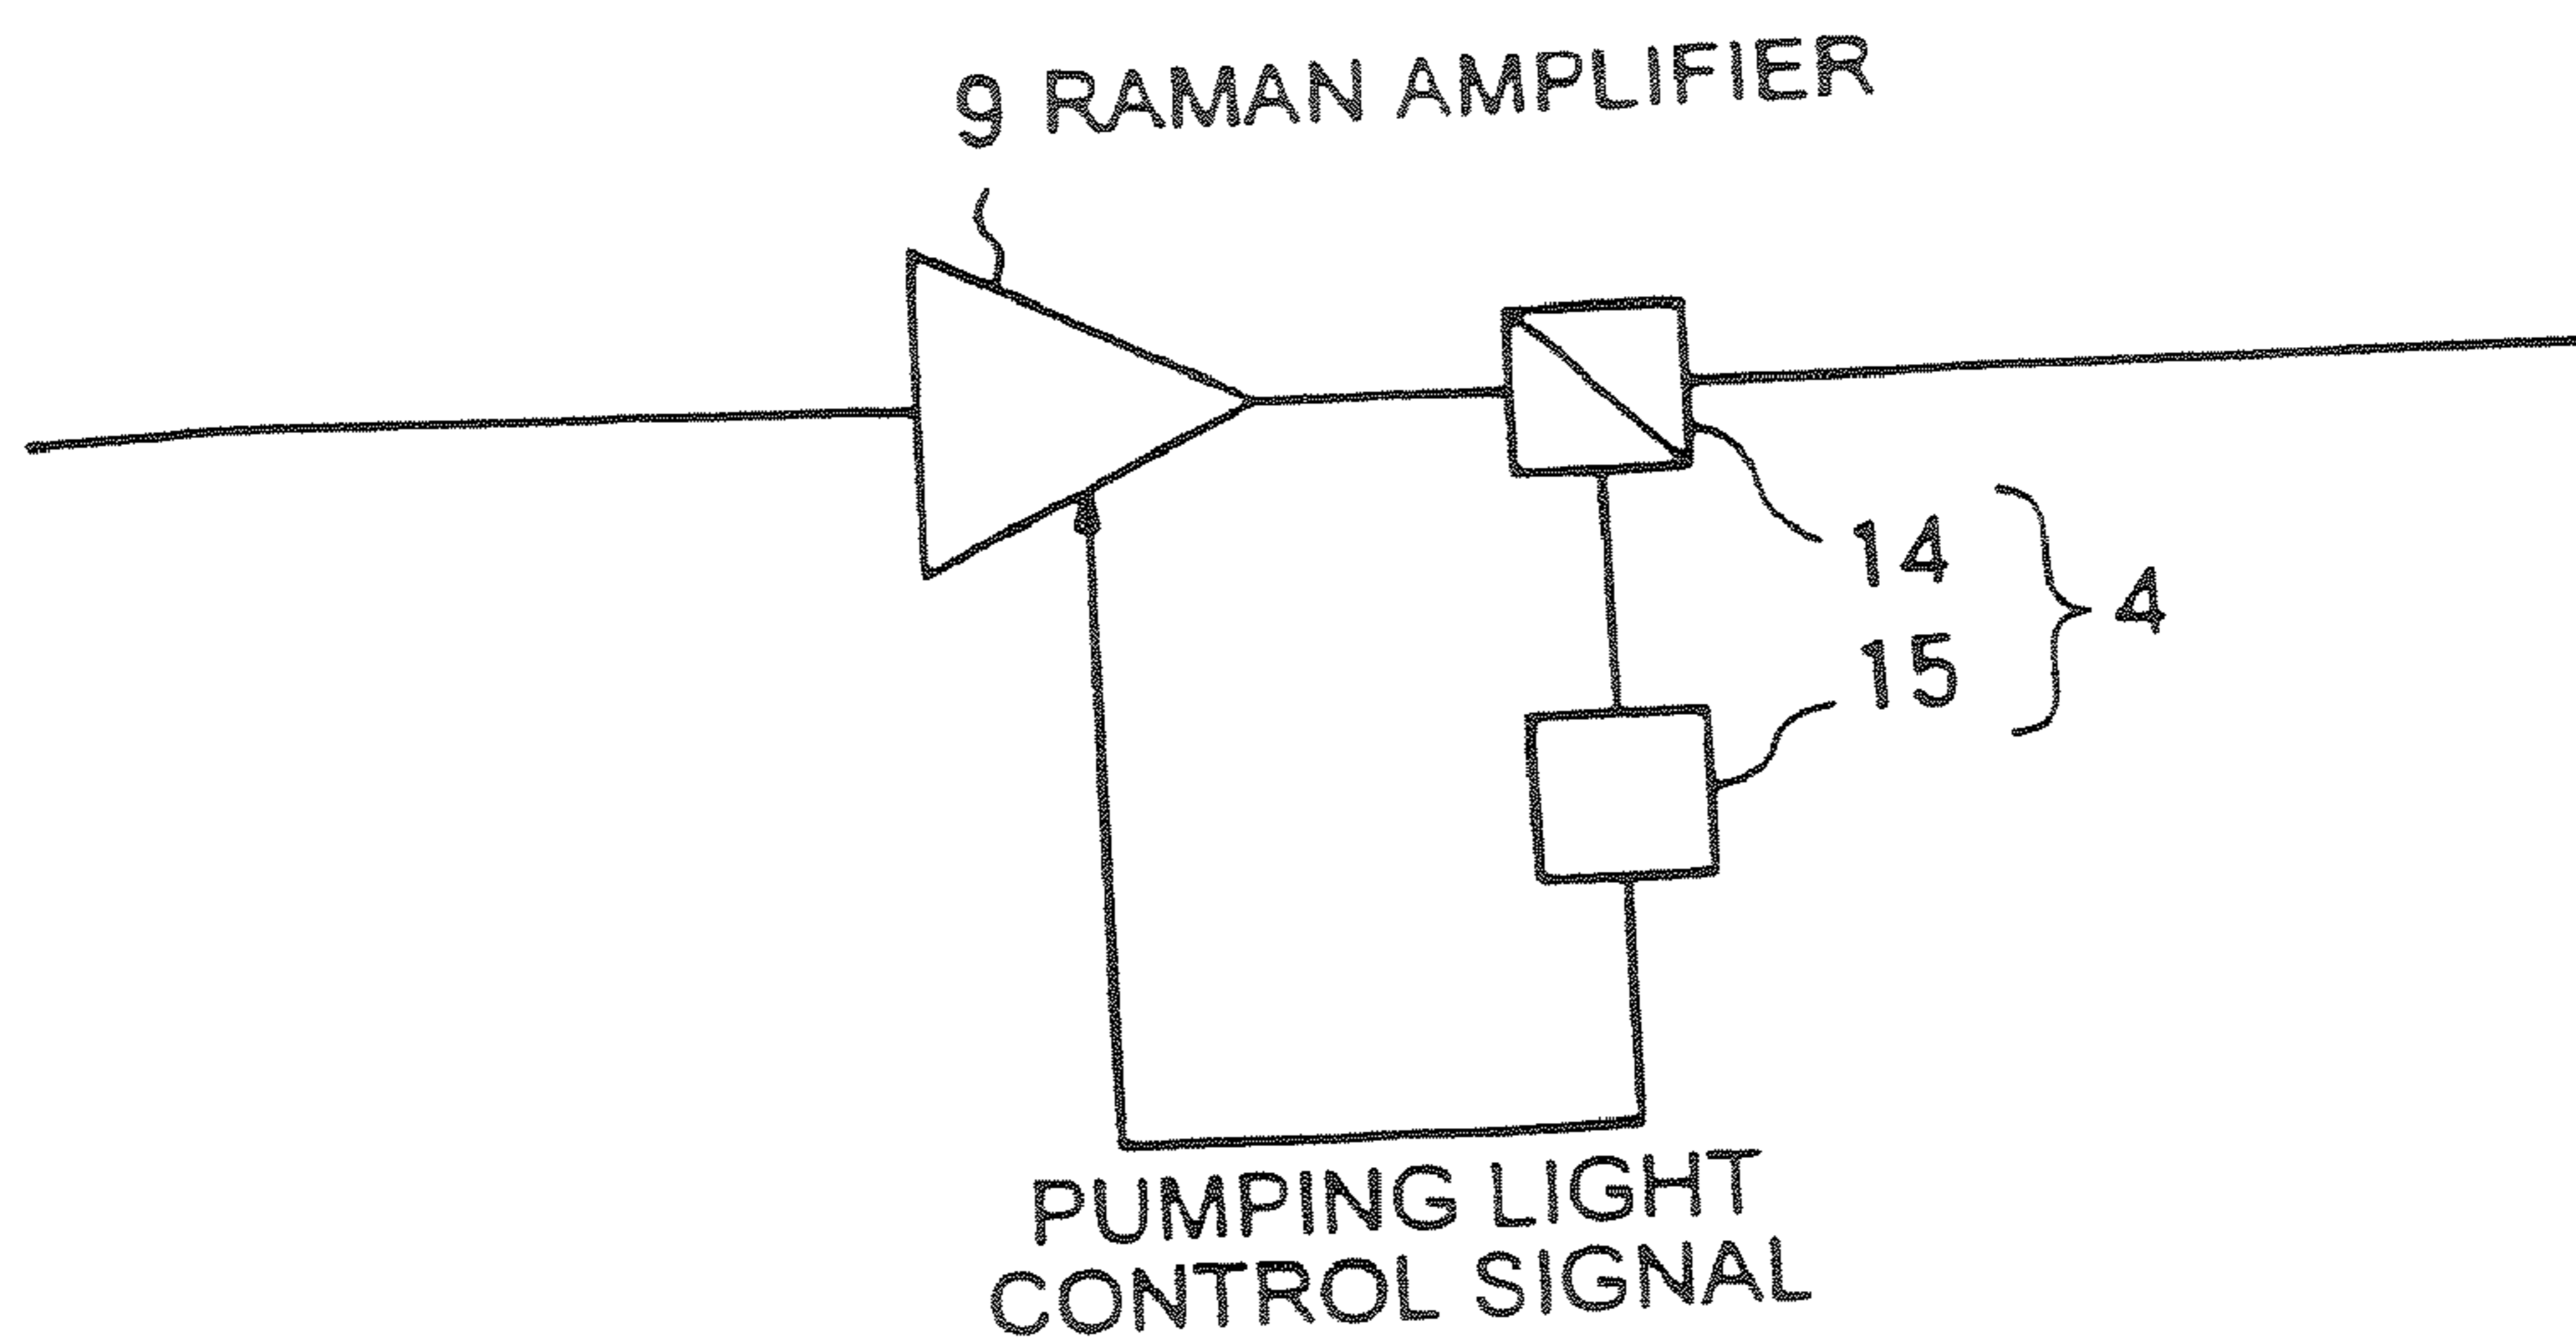 9 RAMAN AMPLIFIER
14
15
4
PUMPING LIGHT
CONTROL SIGNAL